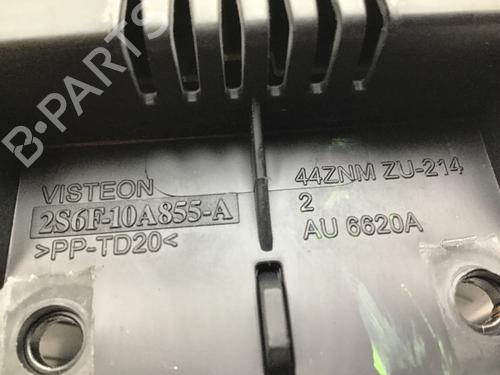 B-PARTS
VISTEON
2S6F-10A855-A
>PP-TD20<
44ZNM ZU-214
2
AU 6620A